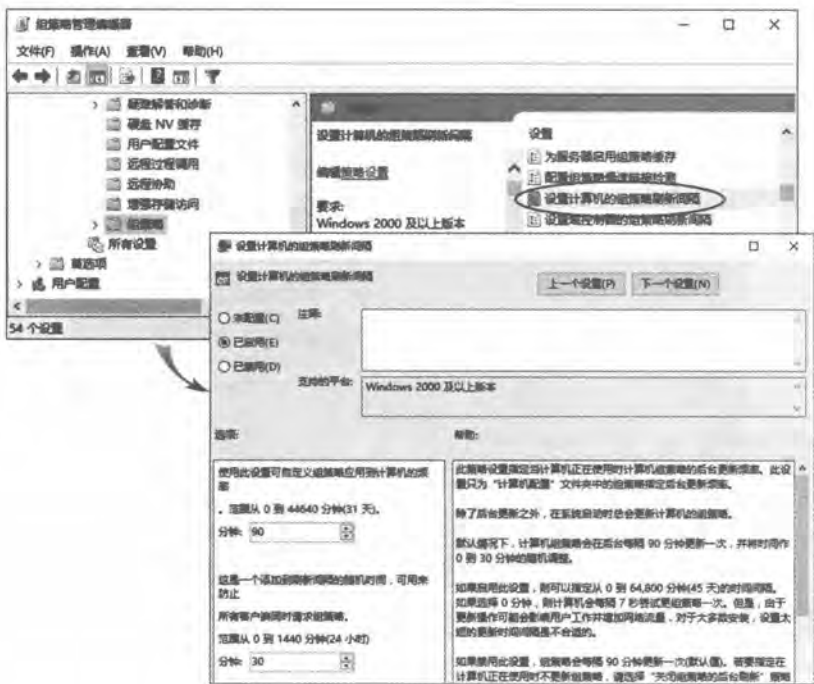 组策略管理编辑器
文件(F) 操作(A) 查看(V) 帮助(H)
疑难解答和诊断
硬盘 NV 缓存
用户配置文件
远程过程调用
远程协助
增强存储访问
组策略
所有设置
首选项
用户配置
54 个设置
设置计算机的组策略刷新间隔
编辑策略设置
要求:
Windows 2000 及以上版本
设置
为服务器启用组策略缓存
配置组策略慢速链接检测
设置计算机的组策略刷新间隔
设置域控制器的组策略刷新间隔
设置计算机的组策略刷新间隔
设置计算机的组策略刷新间隔
上一个设置(P) 下一个设置(N)
未配置(C) 注释:
已启用(E)
已禁用(D)
支持的平台: Windows 2000 及以上版本
选项:
使用此设置可自定义组策略应用到计算机的频
率
。范围从 0 到 44640 分钟(31 天)。
分钟: 90
这是一个添加到刷新间隔的随机时间，可用来
防止
所有客户端同时请求组策略。
范围从 0 到 1440 分钟(24 小时)
分钟: 30
帮助:
此策略设置指定当计算机正在使用时计算机组策略的后台更新频率。此设
置只为“计算机配置”文件夹中的组策略指定后台更新频率。
除了后台更新之外，在系统启动时总会更新计算机的组策略。
默认情况下，计算机组策略会在后台每隔 90 分钟更新一次，并将时间作
0 到 30 分钟的随机调整。
如果启用此设置，则可以指定从 0 到 64,800 分钟(45 天)的时间间隔。
如果选择 0 分钟，则计算机会每隔 7 秒尝试更组策略一次。但是，由于
更新操作可能会影响用户工作并增加网络流量，对于大多数安装，设置太
短的更新时间间隔是不合适的。
如果禁用此设置，组策略会每隔 90 分钟更新一次(默认值)。若要指定在
计算机正在使用时不更新组策略，请选择“关闭组策略的后台刷新”策略